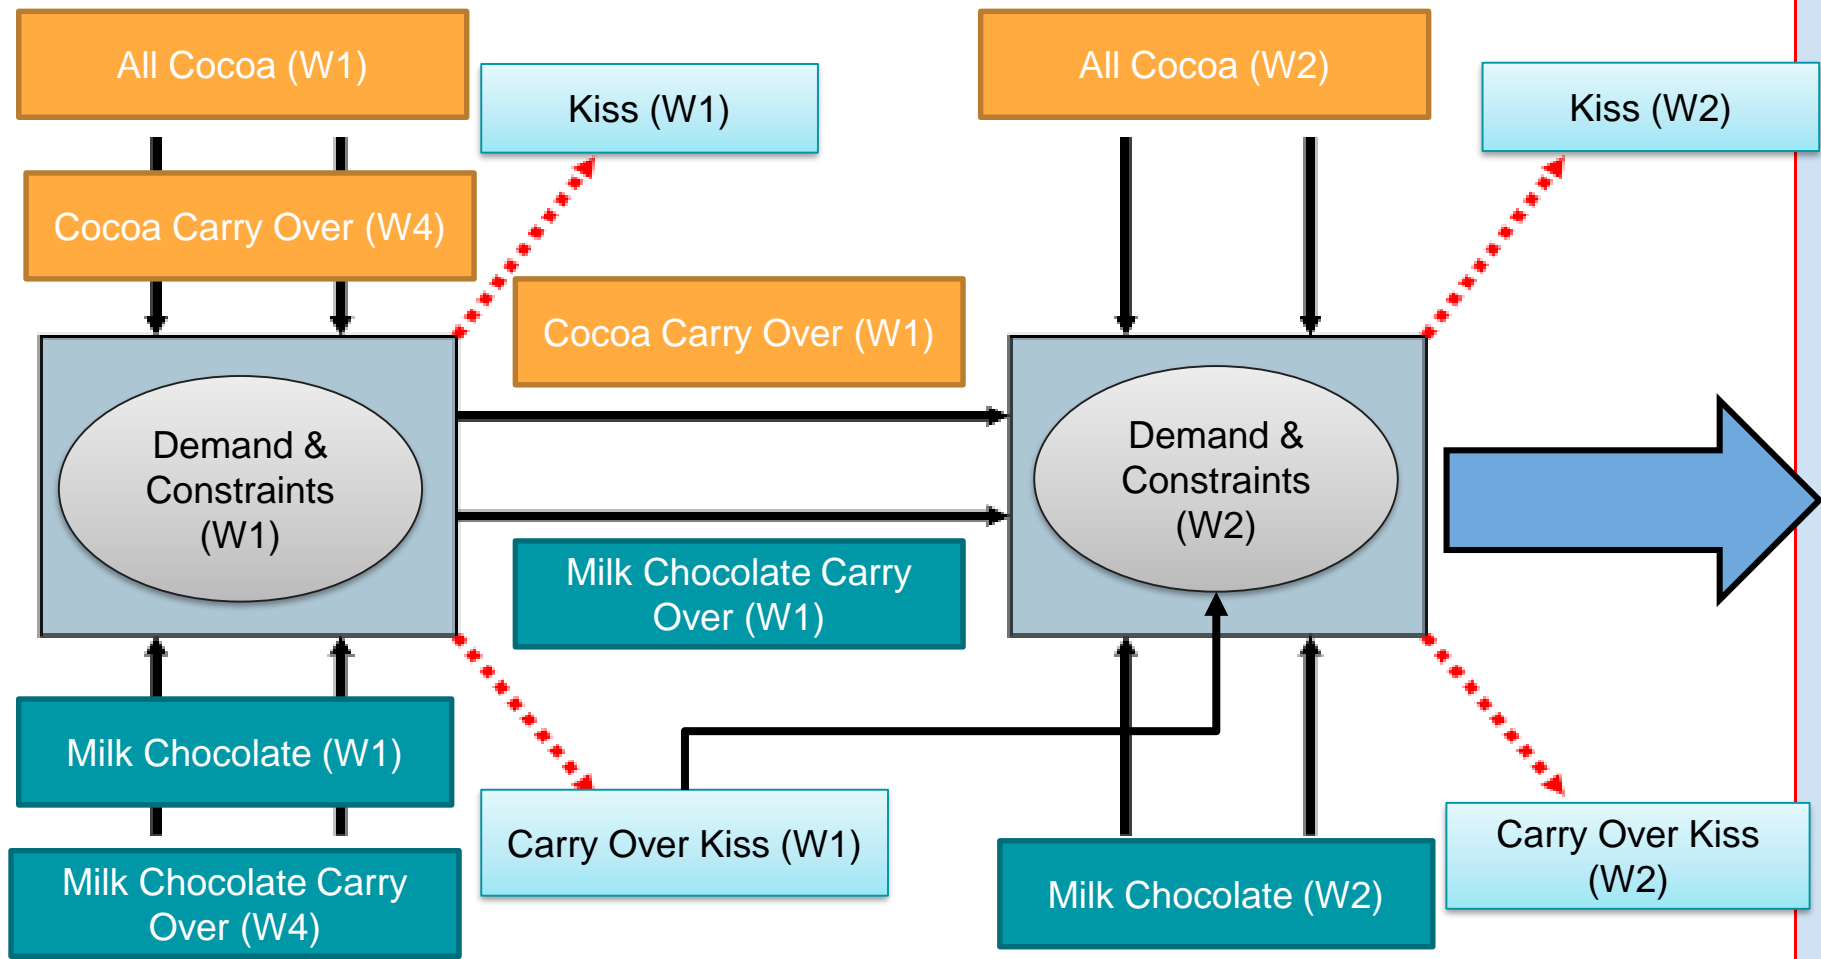 All Cocoa (W1)
Kiss (W1)
Cocoa Carry Over (W4)
Cocoa Carry Over (W1)
Demand &
Constraints
(W1)
Milk Chocolate Carry
Over (W1)
Milk Chocolate (W1)
Milk Chocolate Carry
Over (W4)
Carry Over Kiss (W1)
All Cocoa (W2)
Kiss (W2)
Demand &
Constraints
(W2)
Milk Chocolate (W2)
Carry Over Kiss
(W2)